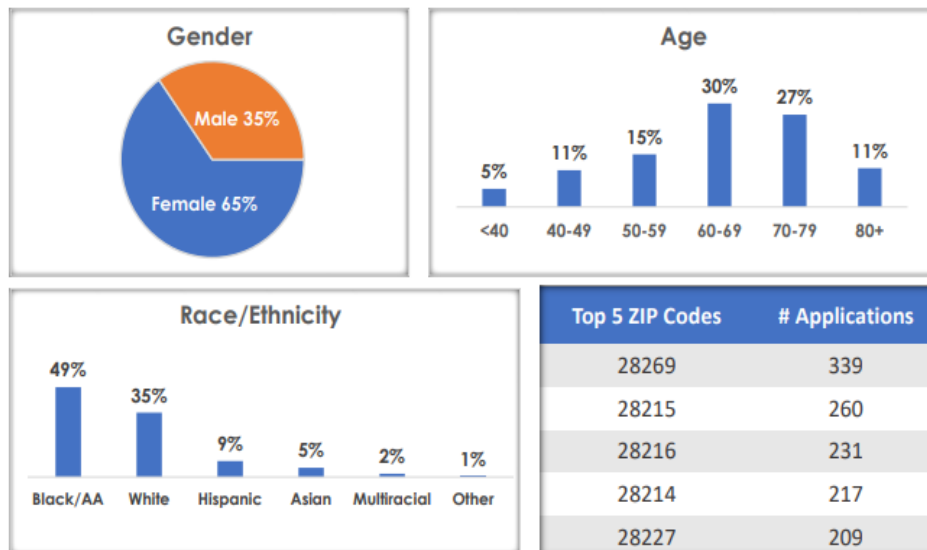 Gender
Male 35%
Female 65%
Age
30%
27%
15%
11%
11%
5%
<40 40-49 50-59 60-69 70-79 80+
Race/Ethnicity
49%
35%
9%
5%
2%
1%
Black/AA White Hispanic Asian Multiracial Other
Top 5 ZIP Codes # Applications
28269 339
28215 260
28216 231
28214 217
28227 209